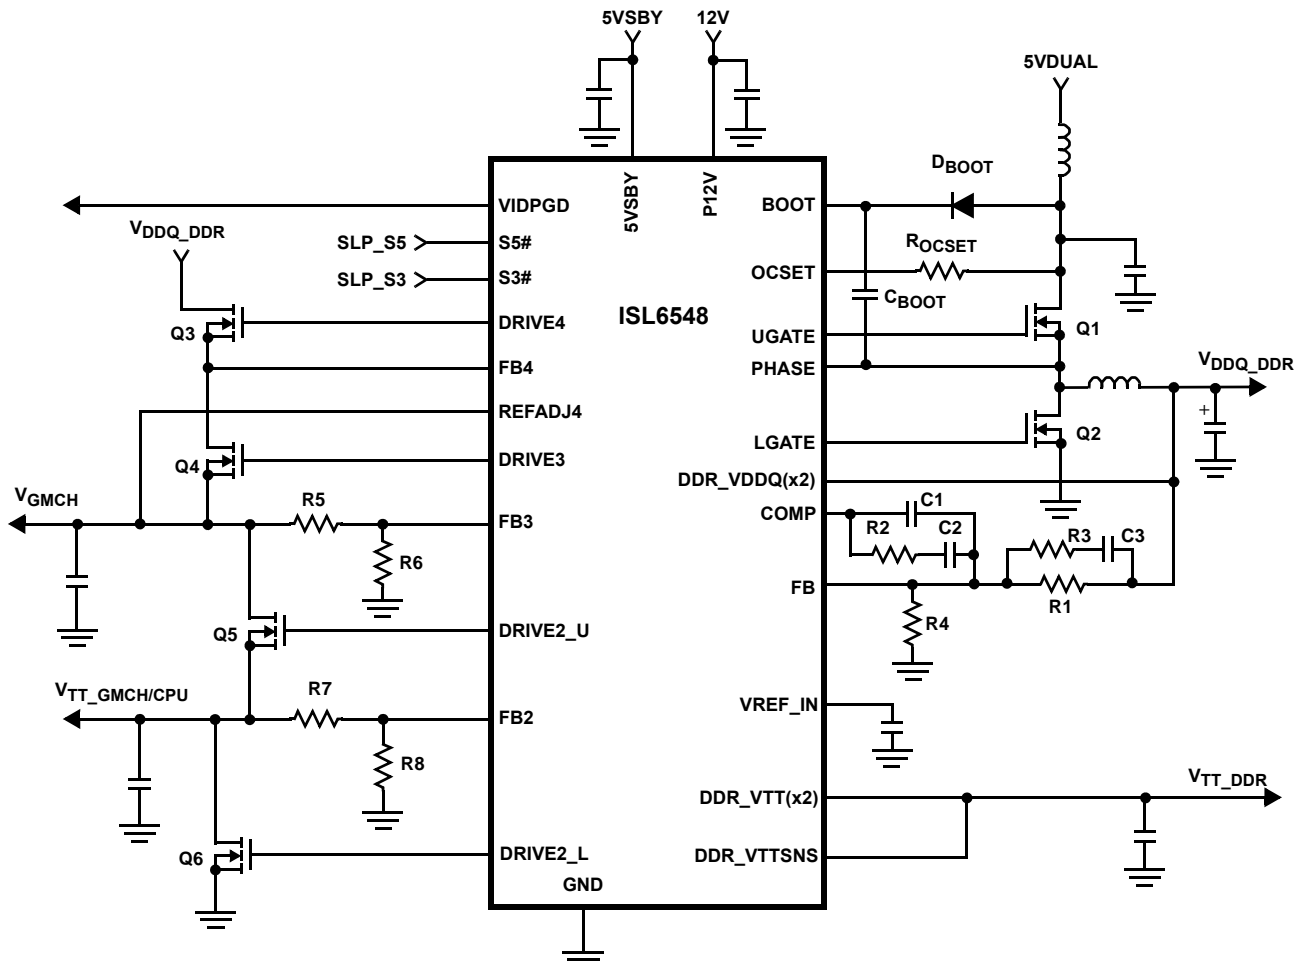 5VSBY 12V
5VDUAL
5VSBY
P12V
VIDPGD
BOOT
DBOOT
VDDQ_DDR
SLP_S5
S5#
SLP_S3
S3#
OCSET
ROCSET
CBOOT
ISL6548
Q3
DRIVE4
UGATE
Q1
FB4
PHASE
VDDQ_DDR
REFADJ4
+
Q4
DRIVE3
LGATE
Q2
DDR_VDDQ(x2)
VGMCH
R5
FB3
COMP
C1
R2
C2
R3
C3
R6
FB
R1
R4
Q5
DRIVE2_U
VTT_GMCH/CPU
R7
FB2
VREF_IN
R8
DDR_VTT(x2)
VTT_DDR
Q6
DRIVE2_L
DDR_VTTSNS
GND